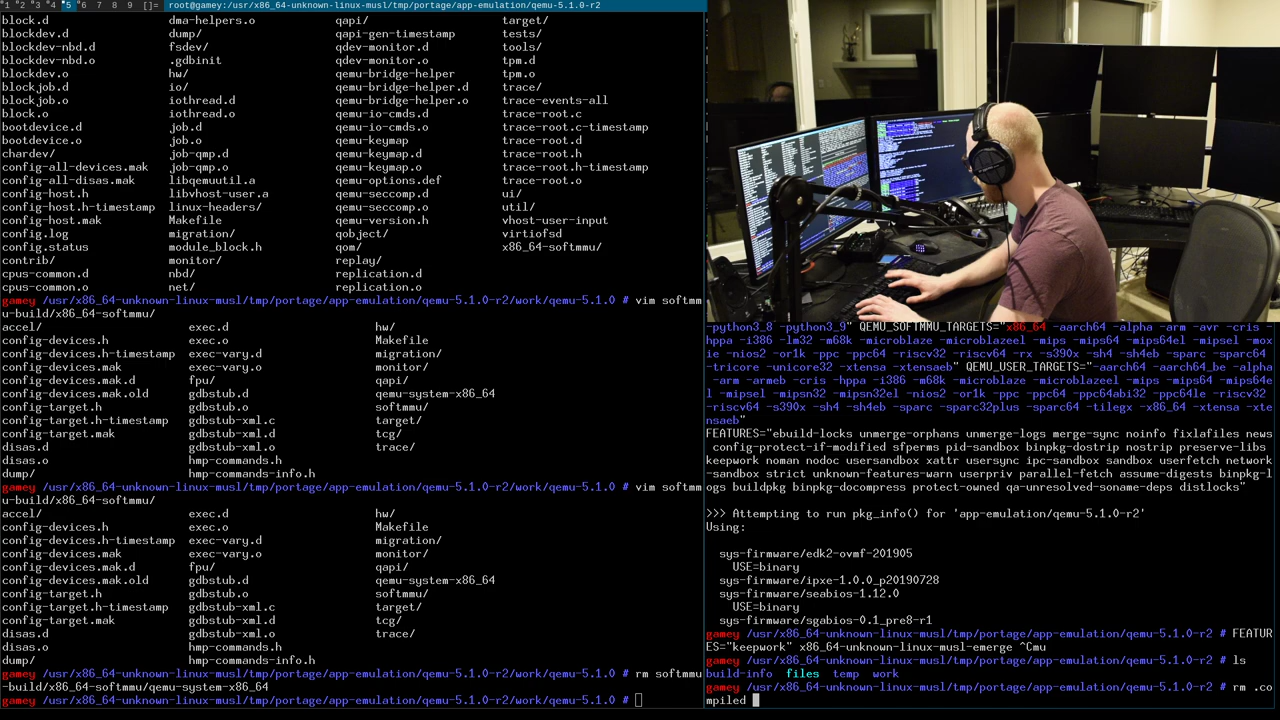 1 2 3 4 5 6 7 8 9 []= root@gamey:/usr/x86_64-unknown-linux-musl/tmp/portage/app-emulation/qemu-5.1.0-r2
block.d dma-helpers.o qapi/ target/
blockdev.d dump/ qapi-gen-timestamp tests/
blockdev-nbd.d fsdev/ qdev-monitor.d tools/
blockdev-nbd.o .gdbinit qdev-monitor.o tpm.d
blockdev.o hw/ qemu-bridge-helper tpm.o
blockjob.d io/ qemu-bridge-helper.d trace/
blockjob.o iothread.d qemu-bridge-helper.o trace-events-all
block.o iothread.o qemu-io-cmds.d trace-root.c
bootdevice.d job.d qemu-io-cmds.o trace-root.c-timestamp
bootdevice.o job.o qemu-keymap trace-root.d
chardev/ job-qmp.d qemu-keymap.d trace-root.h
config-all-devices.mak job-qmp.o qemu-keymap.o trace-root.h-timestamp
config-all-disas.mak libqemuutil.a qemu-options.def trace-root.o
config-host.h libvhost-user.a qemu-seccomp.d ui/
config-host.h-timestamp linux-headers/ qemu-seccomp.o util/
config-host.mak Makefile qemu-version.h vhost-user-input
config.log migration/ qobject/ virtiofsd
config.status module_block.h qom/ x86_64-softmmu/
contrib/ monitor/ replay/
cpus-common.d nbd/ replication.d
cpus-common.o net/ replication.o
gamey /usr/x86_64-unknown-linux-musl/tmp/portage/app-emulation/qemu-5.1.0-r2/work/qemu-5.1.0 # vim softmm
u-build/x86_64-softmmu/
accel/ exec.d hw/
config-devices.h exec.o Makefile
config-devices.h-timestamp exec-vary.d migration/
config-devices.mak exec-vary.o monitor/
config-devices.mak.d fpu/ qapi/
config-devices.mak.old gdbstub.d qemu-system-x86_64
config-target.h gdbstub.o softmmu/
config-target.h-timestamp gdbstub-xml.c target/
config-target.mak gdbstub-xml.d tcg/
disas.d gdbstub-xml.o trace/
disas.o hmp-commands.h
dump/ hmp-commands-info.h
gamey /usr/x86_64-unknown-linux-musl/tmp/portage/app-emulation/qemu-5.1.0-r2/work/qemu-5.1.0 # vim softmm
u-build/x86_64-softmmu/
accel/ exec.d hw/
config-devices.h exec.o Makefile
config-devices.h-timestamp exec-vary.d migration/
config-devices.mak exec-vary.o monitor/
config-devices.mak.d fpu/ qapi/
config-devices.mak.old gdbstub.d qemu-system-x86_64
config-target.h gdbstub.o softmmu/
config-target.h-timestamp gdbstub-xml.c target/
config-target.mak gdbstub-xml.d tcg/
disas.d gdbstub-xml.o trace/
disas.o hmp-commands.h
dump/ hmp-commands-info.h
gamey /usr/x86_64-unknown-linux-musl/tmp/portage/app-emulation/qemu-5.1.0-r2/work/qemu-5.1.0 # rm softmmu
-build/x86_64-softmmu/qemu-system-x86_64
gamey /usr/x86_64-unknown-linux-musl/tmp/portage/app-emulation/qemu-5.1.0-r2/work/qemu-5.1.0 #
-python3_8 -python3_9" QEMU_SOFTMMU_TARGETS="x86_64 -aarch64 -alpha -arm -avr -cris -
hppa -i386 -lm32 -m68k -microblaze -microblazeel -mips -mips64 -mips64el -mipsel -mox
ie -nios2 -or1k -ppc -ppc64 -riscv32 -riscv64 -rx -s390x -sh4 -sh4eb -sparc -sparc64
-tricore -unicore32 -xtensa -xtensaeb" QEMU_USER_TARGETS="-aarch64 -aarch64_be -alpha
-arm -armeb -cris -hppa -i386 -m68k -microblaze -microblazeel -mips -mips64 -mips64e
l -mipsel -mipsn32 -mipsn32el -nios2 -or1k -ppc -ppc64 -ppc64abi32 -ppc64le -riscv32
-riscv64 -s390x -sh4 -sh4eb -sparc -sparc32plus -sparc64 -tilegx -x86_64 -xtensa -xt
ensaeb"
FEATURES="ebuild-locks unmerge-orphans unmerge-logs merge-sync noinfo fixlafiles news
config-protect-if-modified sfperms pid-sandbox binpkg-dostrip nostrip preserve-libs
keepwork noman nodoc usersandbox xattr usersync ipc-sandbox sandbox userfetch network
-sandbox strict unknown-features-warn userpriv parallel-fetch assume-digests binpkg-l
ogs buildpkg binpkg-docompress protect-owned qa-unresolved-soname-deps distlocks"
>>> Attempting to run pkg_info() for 'app-emulation/qemu-5.1.0-r2'
Using:
sys-firmware/edk2-ovmf-201905
USE=binary
sys-firmware/ipxe-1.0.0_p20190728
sys-firmware/seabios-1.12.0
USE=binary
sys-firmware/sgabios-0.1_pre8-r1
gamey /usr/x86_64-unknown-linux-musl/tmp/portage/app-emulation/qemu-5.1.0-r2 # FEATUR
ES="keepwork" x86_64-unknown-linux-musl-emerge ^Cmu
gamey /usr/x86_64-unknown-linux-musl/tmp/portage/app-emulation/qemu-5.1.0-r2 # ls
build-info files temp work
gamey /usr/x86_64-unknown-linux-musl/tmp/portage/app-emulation/qemu-5.1.0-r2 # rm .co
mpiled